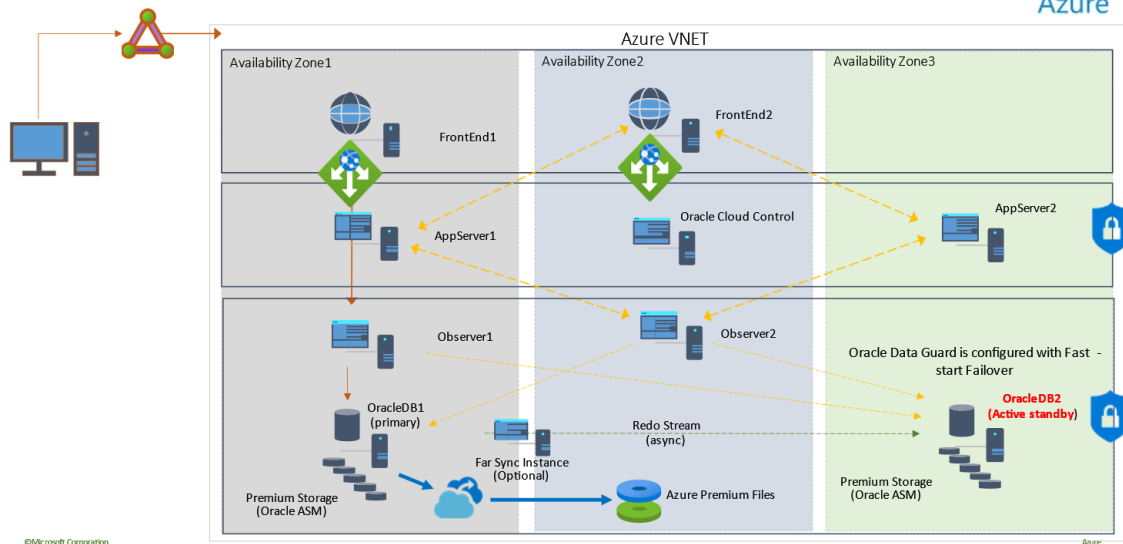 Azure
Azure VNET
Availability Zone1
Availability Zone2
Availability Zone3
FrontEnd1
FrontEnd2
AppServer1
Oracle Cloud Control
AppServer2
Observer1
Observer2
Oracle Data Guard is configured with Fast -
start Failover
OracleDB1
(primary)
OracleDB2
(Active standby)
Redo Stream
(async)
Far Sync Instance
(Optional)
Premium Storage
(Oracle ASM)
Azure Premium Files
Premium Storage
(Oracle ASM)
©Microsoft Corporation
Azure